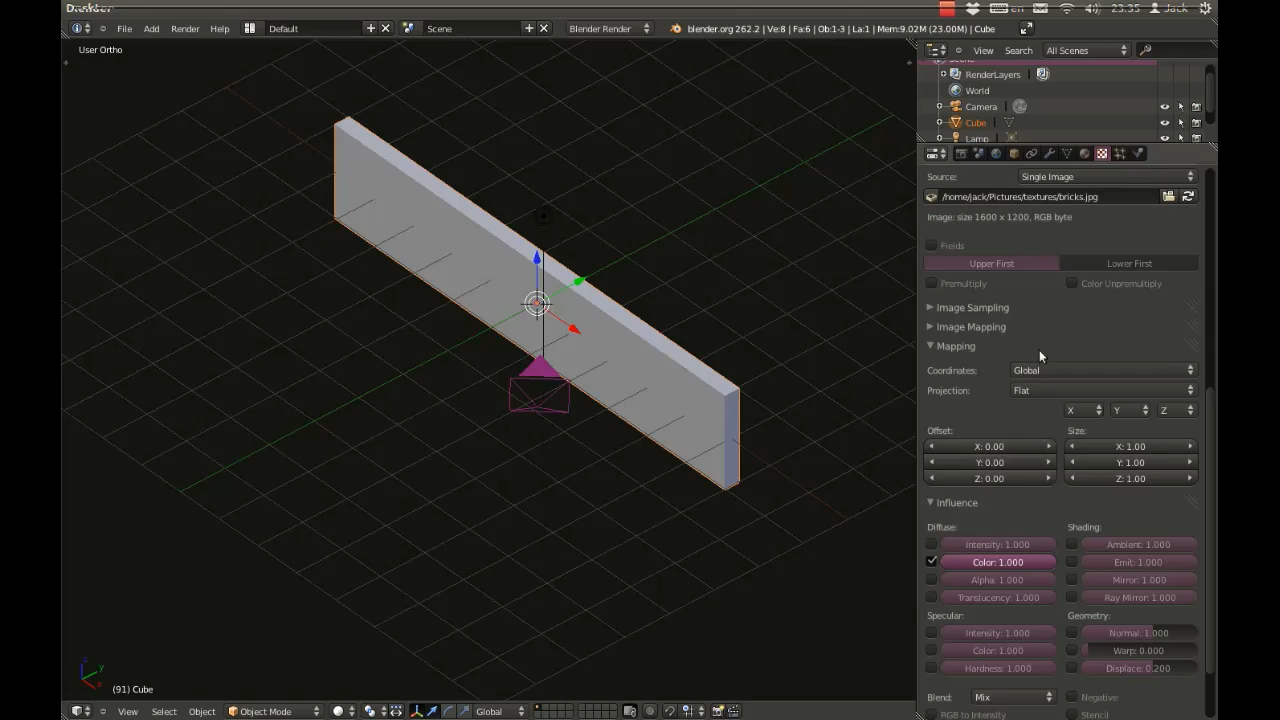 en 23.35 Jack
File Add Render Help Default Scene Blender Render blender.org 262.2 | Ve:8 | Fa:6 | Ob:1-3 | La:1 | Mem:9.02M (23.00M) | Cube
User Ortho
View Search All Scenes
RenderLayers
World
Camera
Cube
Lamp
Source: Single Image
/home/jack/Pictures/textures/bricks.jpg
Image: size 1600 x 1200, RGB byte
Fields
Upper First Lower First
Premultiply Color Unpremultiply
Image Sampling
Image Mapping
Mapping
Coordinates: Global
Projection: Flat
X Y Z
Offset: Size:
X: 0.00 X: 1.00
Y: 0.00 Y: 1.00
Z: 0.00 Z: 1.00
Influence
Diffuse: Shading:
Intensity: 1.000 Ambient: 1.000
Color: 1.000 Emit: 1.000
Alpha: 1.000 Mirror: 1.000
Translucency: 1.000 Ray Mirror: 1.000
Specular: Geometry:
Intensity: 1.000 Normal: 1.000
Color: 1.000 Warp: 0.000
Hardness: 1.000 Displace: 0.200
Blend: Mix Negative
RGB to Intensity Stencil
z y x
(91) Cube
View Select Object Object Mode Global